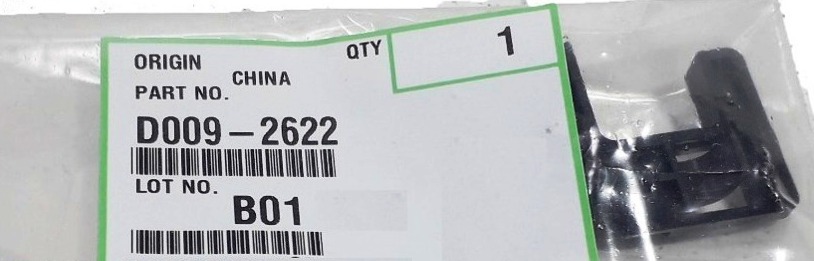 ORIGIN CHINA QTY 1
PART NO.
D009-2622
LOT NO.
B01